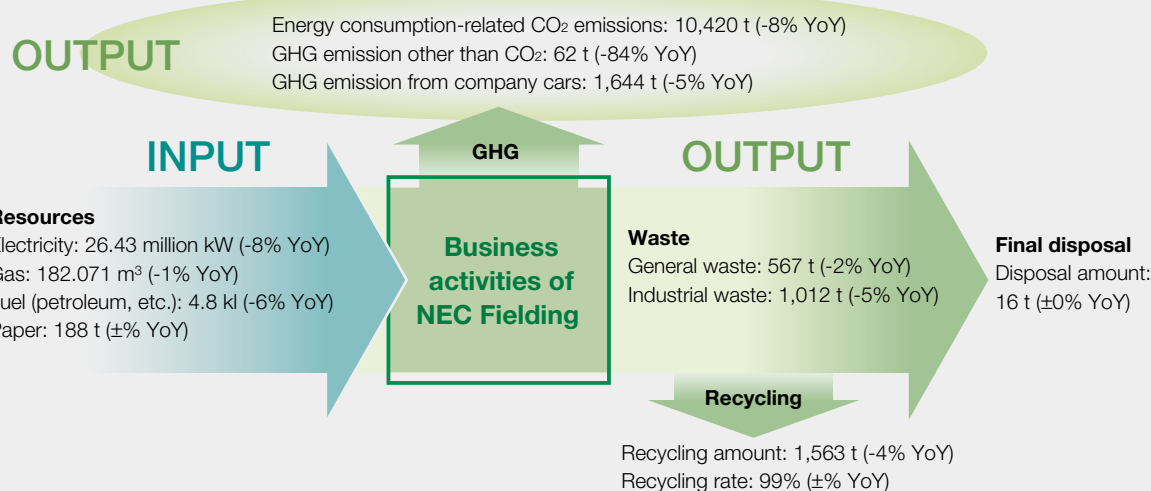 OUTPUT
Energy consumption-related CO₂ emissions: 10,420 t (-8% YoY)
GHG emission other than CO₂: 62 t (-84% YoY)
GHG emission from company cars: 1,644 t (-5% YoY)
INPUT
GHG
OUTPUT
Resources
Electricity: 26.43 million kW (-8% YoY)
Gas: 182.071 m³ (-1% YoY)
Fuel (petroleum, etc.): 4.8 kl (-6% YoY)
Paper: 188 t (±% YoY)
Business
activities of
NEC Fielding
Waste
General waste: 567 t (-2% YoY)
Industrial waste: 1,012 t (-5% YoY)
Final disposal
Disposal amount:
16 t (±0% YoY)
Recycling
Recycling amount: 1,563 t (-4% YoY)
Recycling rate: 99% (±% YoY)